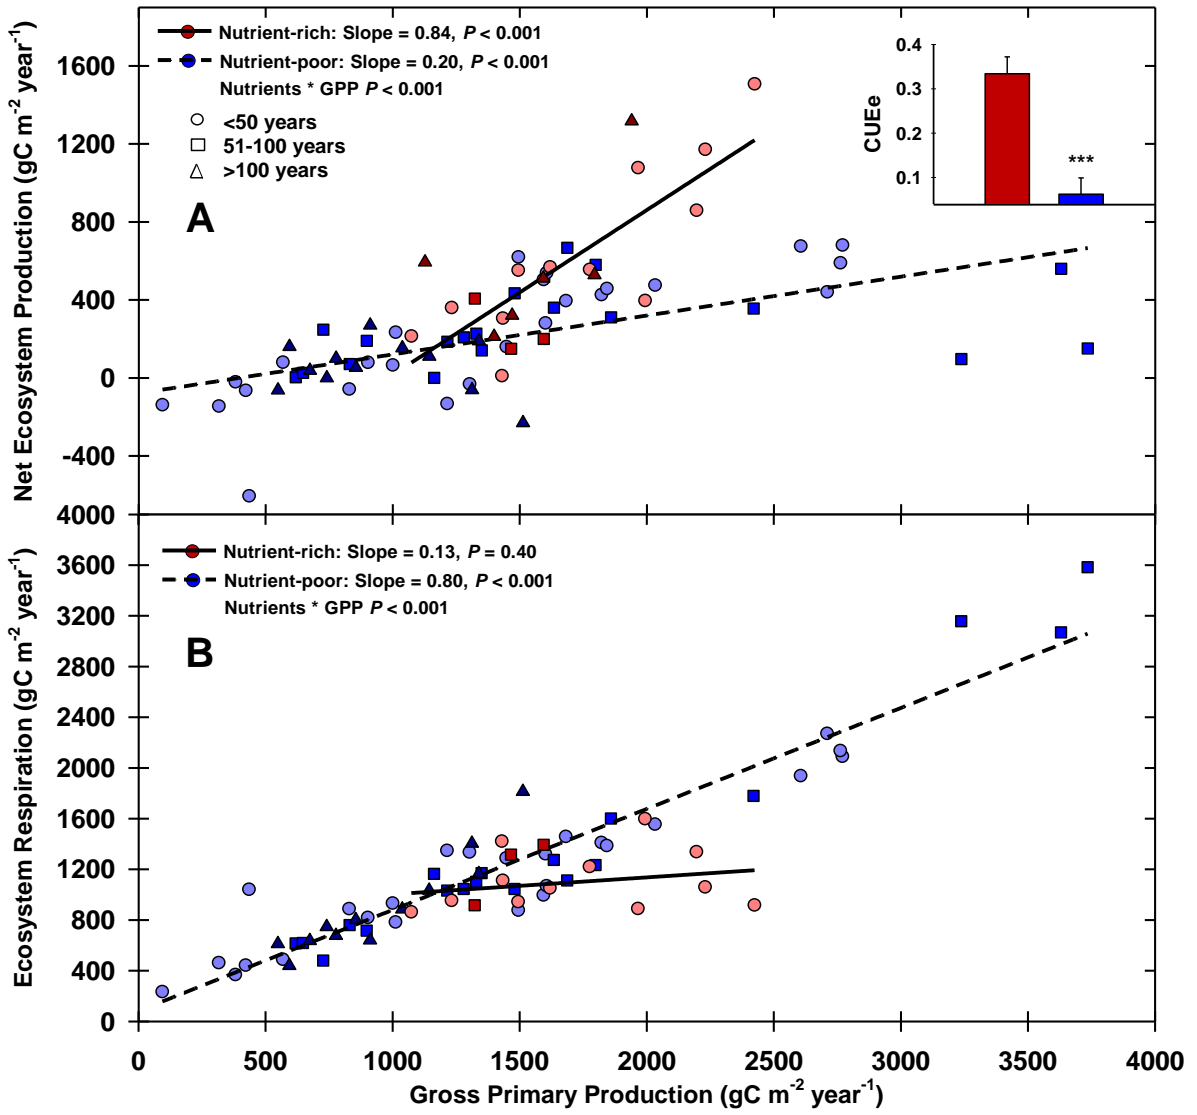 Nutrient-rich: Slope = 0.84, P < 0.001
Nutrient-poor: Slope = 0.20, P < 0.001
Nutrients * GPP P < 0.001
<50 years
51-100 years
>100 years
A
Net Ecosystem Production (gC m-2 year-1)
1600
1200
800
400
0
-400
CUEe
0.4
0.3
0.2
0.1
***
4000
Nutrient-rich: Slope = 0.13, P = 0.40
Nutrient-poor: Slope = 0.80, P < 0.001
Nutrients * GPP P < 0.001
B
Ecosystem Respiration (gC m-2 year-1)
3600
3200
2800
2400
2000
1600
1200
800
400
0
0 500 1000 1500 2000 2500 3000 3500 4000
Gross Primary Production (gC m-2 year-1)